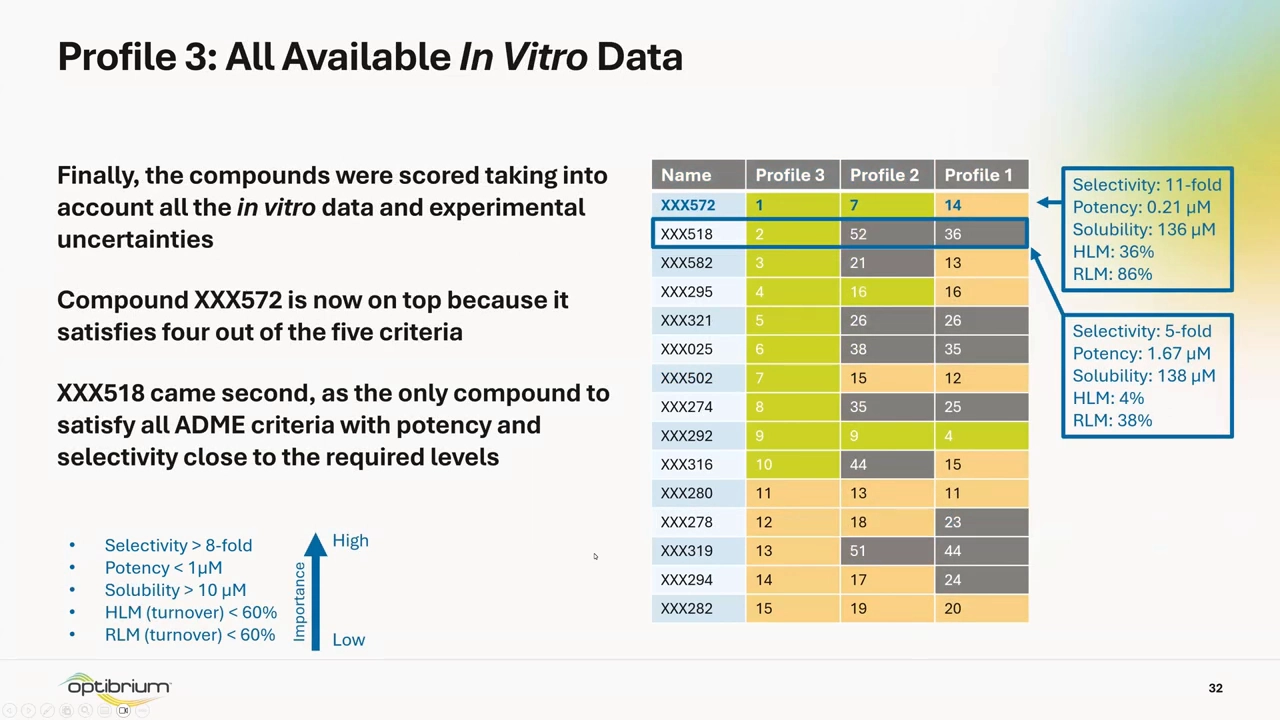 Profile 3: All Available In Vitro Data
Finally, the compounds were scored taking into
account all the in vitro data and experimental
uncertainties
Compound XXX572 is now on top because it
satisfies four out of the five criteria
XXX518 came second, as the only compound to
satisfy all ADME criteria with potency and
selectivity close to the required levels
• Selectivity > 8-fold
• Potency < 1µM
• Solubility > 10 µM
• HLM (turnover) < 60%
• RLM (turnover) < 60%
Importance
High
Low
Name Profile 3 Profile 2 Profile 1
XXX572 1 7 14
XXX518 2 52 36
XXX582 3 21 13
XXX295 4 16 16
XXX321 5 26 26
XXX025 6 38 35
XXX502 7 15 12
XXX274 8 35 25
XXX292 9 9 4
XXX316 10 44 15
XXX280 11 13 11
XXX278 12 18 23
XXX319 13 51 44
XXX294 14 17 24
XXX282 15 19 20
Selectivity: 11-fold
Potency: 0.21 µM
Solubility: 136 µM
HLM: 36%
RLM: 86%
Selectivity: 5-fold
Potency: 1.67 µM
Solubility: 138 µM
HLM: 4%
RLM: 38%
optibrium
32